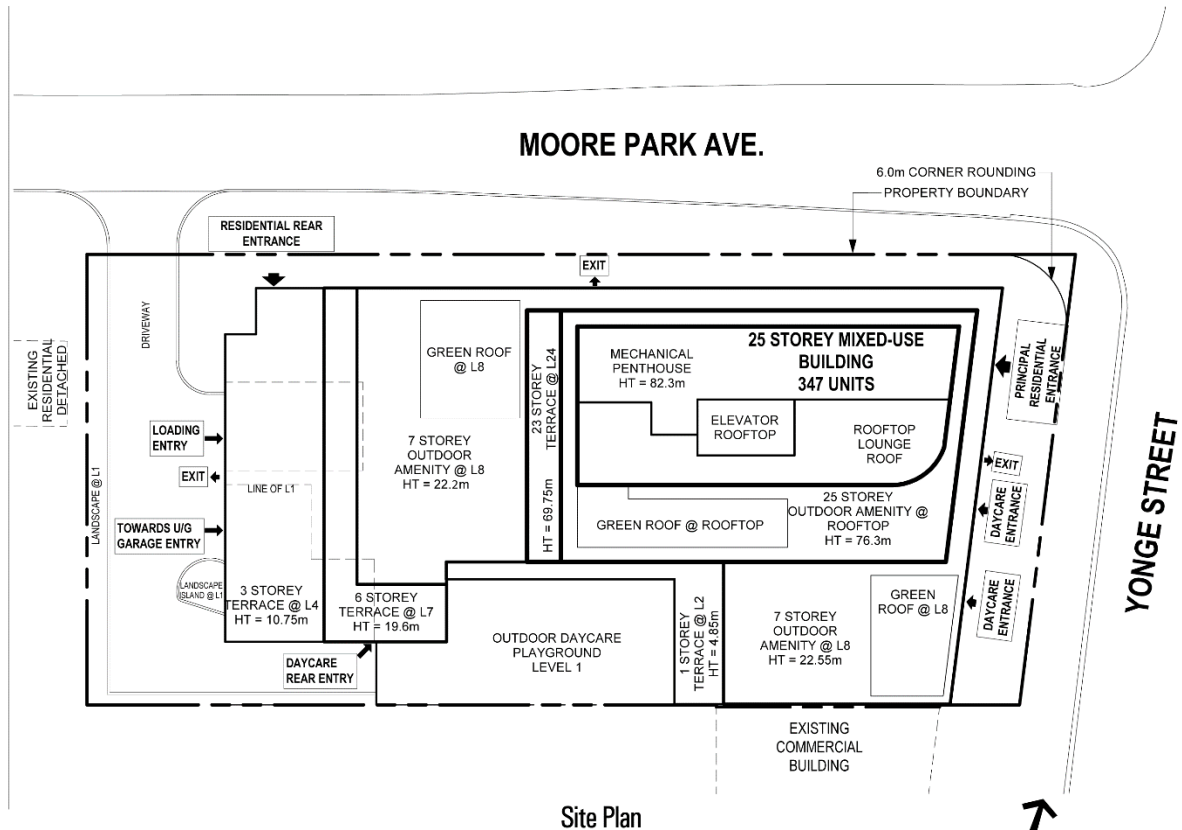 MOORE PARK AVE.
6.0m CORNER ROUNDING
PROPERTY BOUNDARY
RESIDENTIAL REAR
ENTRANCE
EXIT
DRIVEWAY
EXISTING
RESIDENTIAL
DETACHED
GREEN ROOF
@ L8
23 STOREY
TERRACE @ L24
HT = 69.75m
MECHANICAL
PENTHOUSE
HT = 82.3m
25 STOREY MIXED-USE
BUILDING
347 UNITS
PRINCIPAL
RESIDENTIAL
ENTRANCE
ELEVATOR
ROOFTOP
ROOFTOP
LOUNGE
ROOF
LOADING
ENTRY
7 STOREY
OUTDOOR
AMENITY @ L8
HT = 22.2m
EXIT
EXIT
LINE OF L1
LANDSCAPE @ L1
25 STOREY
OUTDOOR AMENITY @
ROOFTOP
HT = 76.3m
GREEN ROOF @ ROOFTOP
DAYCARE
ENTRANCE
YONGE STREET
TOWARDS U/G
GARAGE ENTRY
LANDSCAPE
ISLAND @ L1
3 STOREY
TERRACE @ L4
HT = 10.75m
6 STOREY
TERRACE @ L7
HT = 19.6m
OUTDOOR DAYCARE
PLAYGROUND
LEVEL 1
1 STOREY
TERRACE @ L2
HT = 4.85m
7 STOREY
OUTDOOR
AMENITY @ L8
HT = 22.55m
GREEN
ROOF @ L8
DAYCARE
ENTRANCE
DAYCARE
REAR ENTRY
EXISTING
COMMERCIAL
BUILDING
Site Plan